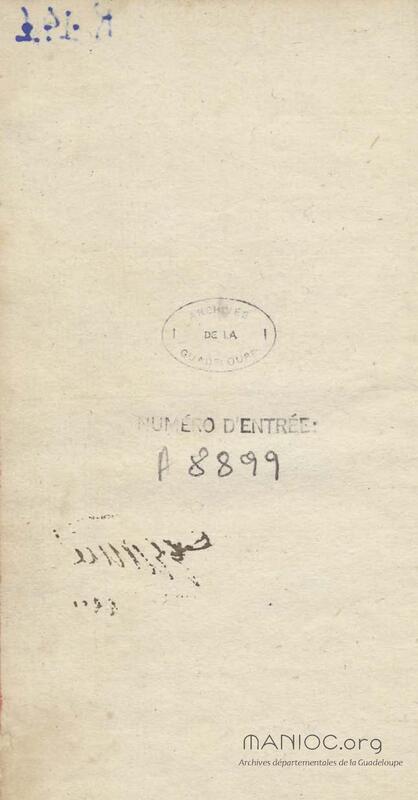 ARCHIVES
DE LA
GUADELOUPE
NUMÉRO D'ENTRÉE:
A 8899
MANIOC.org
Archives départementales de la Guadeloupe